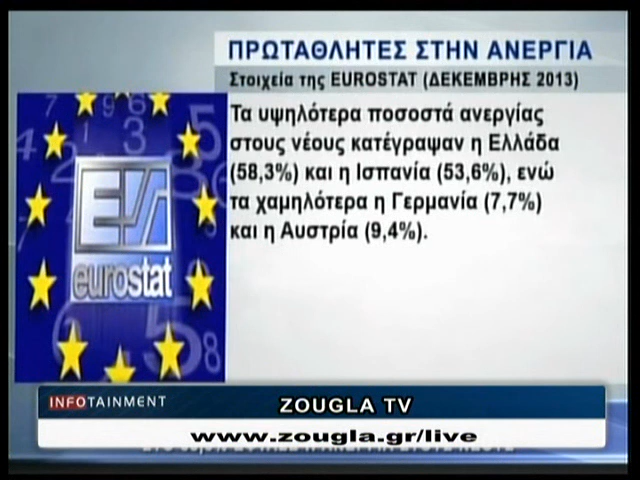 ΠΡΩΤΑΘΛΗΤΕΣ ΣΤΗΝ ΑΝΕΡΓΙΑ
Στοιχεία της EUROSTAT (ΔΕΚΕΜΒΡΗΣ 2013)
Τα υψηλότερα ποσοστά ανεργίας
στους νέους κατέγραψαν η Ελλάδα
(58,3%) και η Ισπανία (53,6%), ενώ
τα χαμηλότερα η Γερμανία (7,7%)
και η Αυστρία (9,4%).
eurostat
INFOTAINMENT
ZOUGLA TV
www.zougla.gr/live